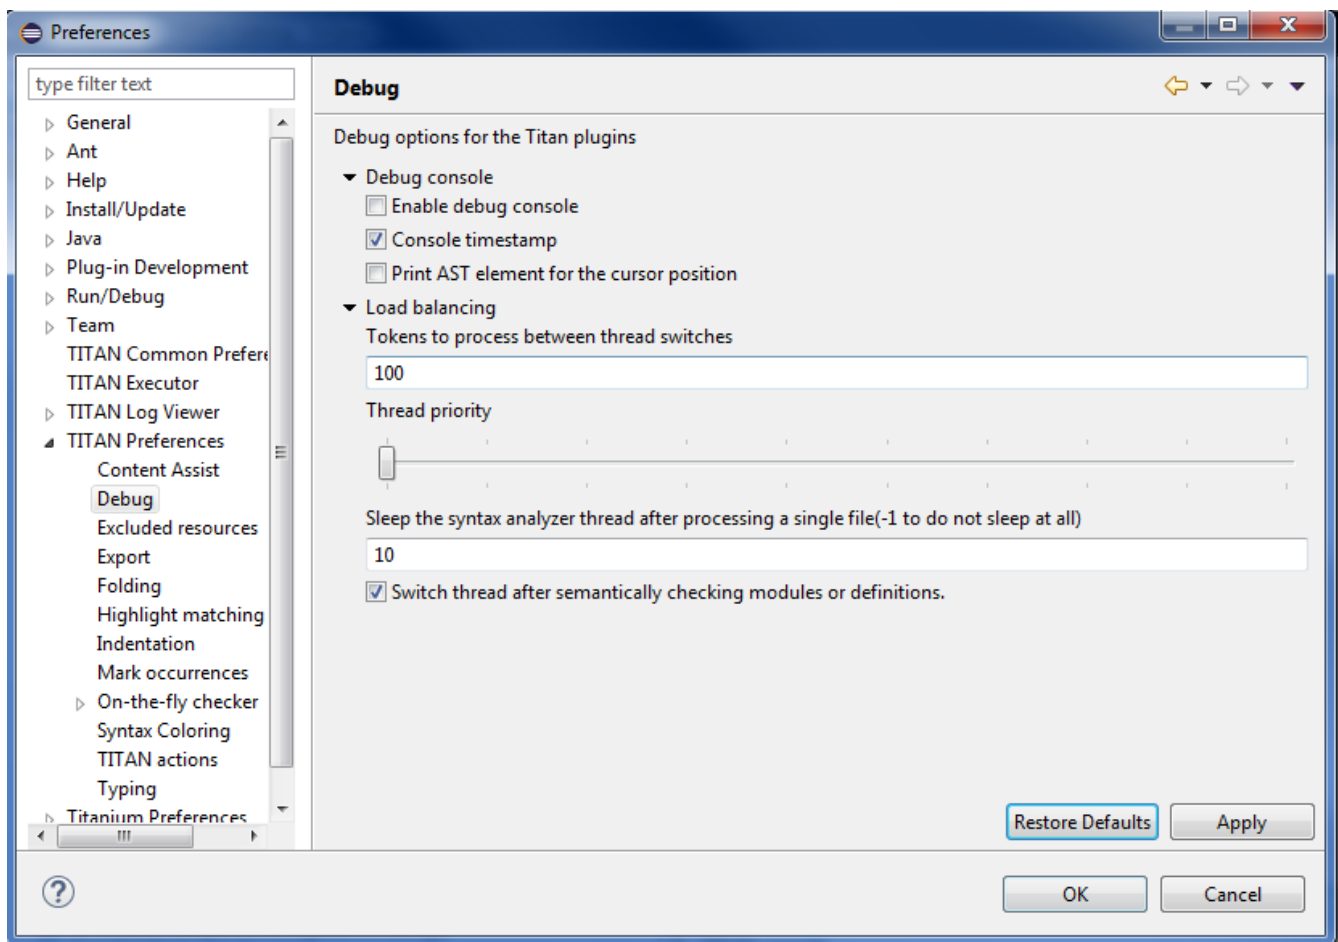 Preferences
type filter text
General
Ant
Help
Install/Update
Java
Plug-in Development
Run/Debug
Team
TITAN Common Prefere
TITAN Executor
TITAN Log Viewer
TITAN Preferences
Content Assist
Debug
Excluded resources
Export
Folding
Highlight matching
Indentation
Mark occurrences
On-the-fly checker
Syntax Coloring
TITAN actions
Typing
Titanium Preferences
Debug
Debug options for the Titan plugins
Debug console
Enable debug console
Console timestamp
Print AST element for the cursor position
Load balancing
Tokens to process between thread switches
100
Thread priority
Sleep the syntax analyzer thread after processing a single file(-1 to do not sleep at all)
10
Switch thread after semantically checking modules or definitions.
Restore Defaults
Apply
OK
Cancel